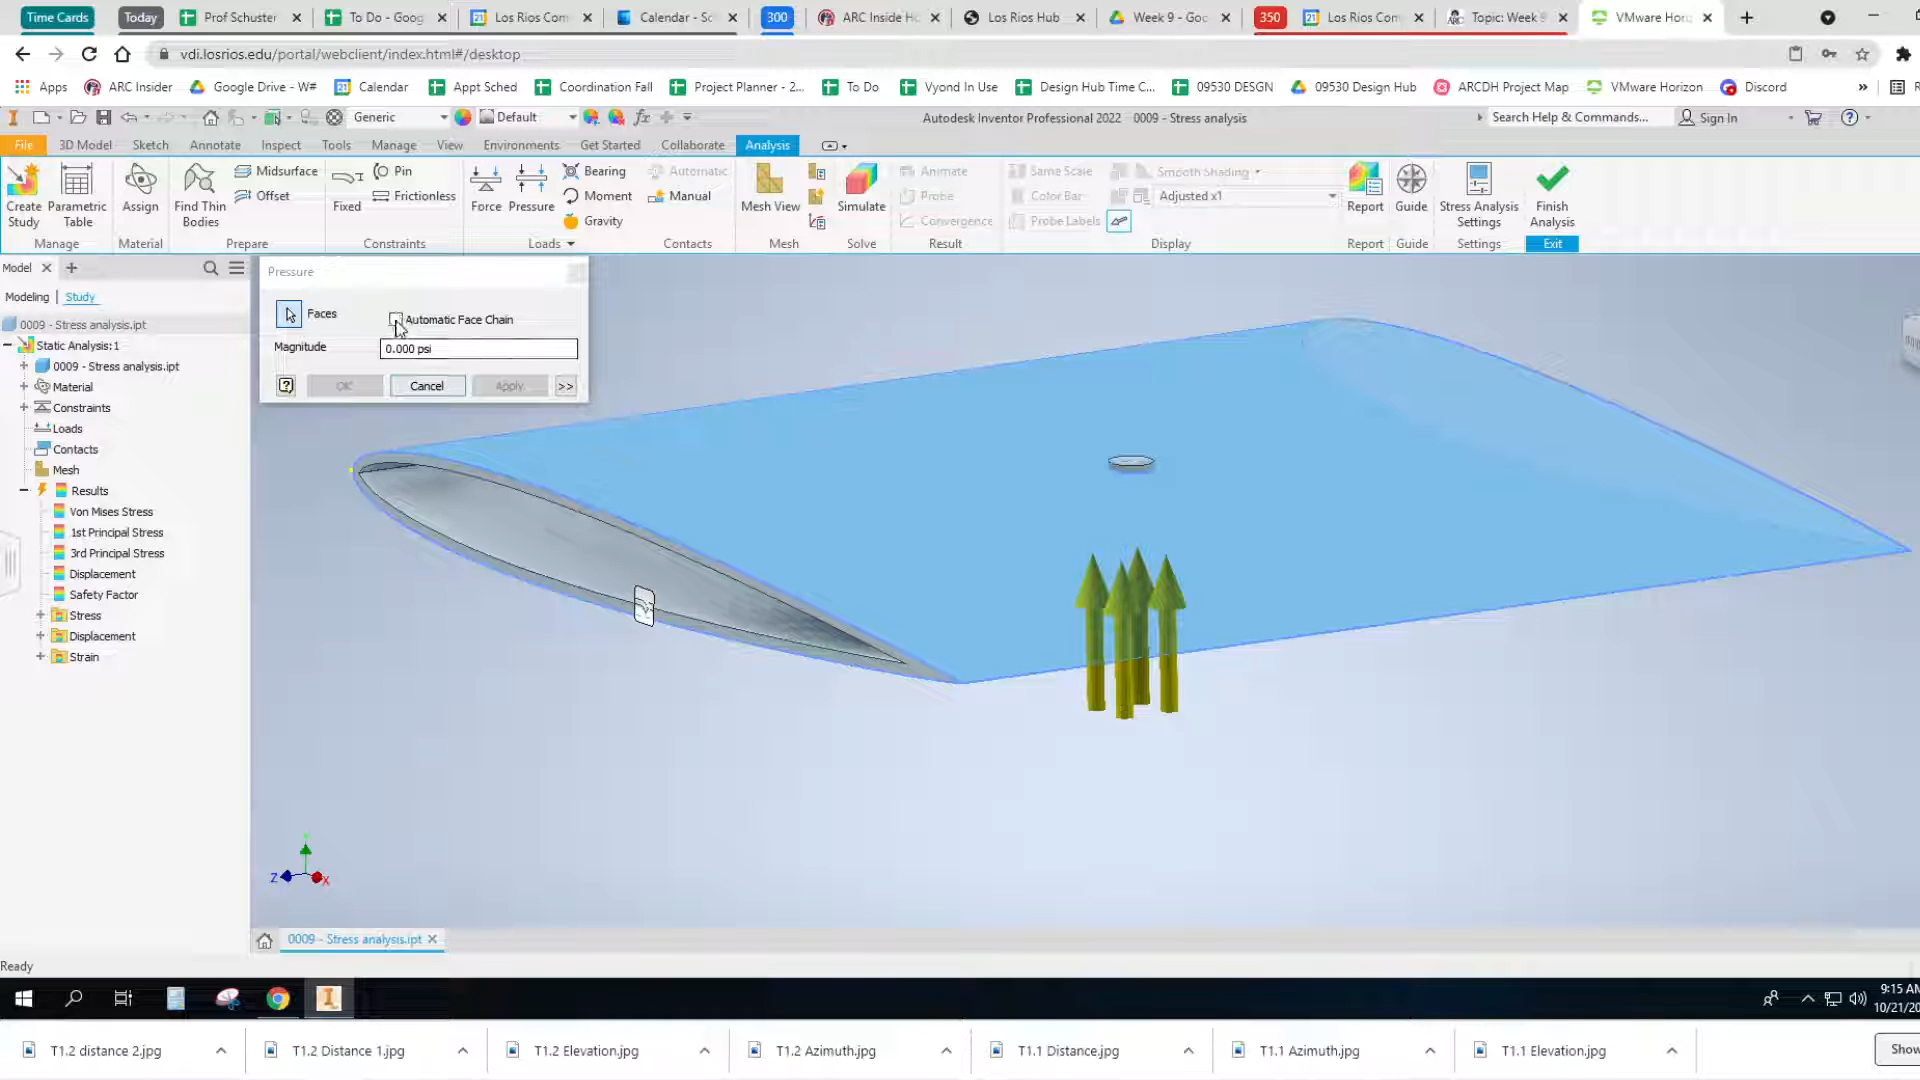 Time Cards Today Prof Schuster To Do - Goog Los Rios Com Calendar - Sc 300 ARC Inside Ho Los Rios Hub Week 9 - Goo 350 Los Rios Com Topic: Week 9 VMware Hori
vdi.losrios.edu/portal/webclient/index.html#/desktop
Apps ARC Insider Google Drive - W# Calendar Appt Sched Coordination Fall Project Planner - 2... To Do Vyond In Use Design Hub Time C... 09530 DESGN 09530 Design Hub ARCDH Project Map VMware Horizon Discord »
Generic Default fx Autodesk Inventor Professional 2022 0009 - Stress analysis Search Help & Commands... Sign In
File 3D Model Sketch Annotate Inspect Tools Manage View Environments Get Started Collaborate Analysis
Create Study Parametric Table Assign Find Thin Bodies Midsurface Offset Fixed Pin Frictionless Force Pressure Bearing Moment Gravity Automatic Manual Mesh View Simulate Animate Probe Convergence Same Scale Color Bar Probe Labels Smooth Shading Adjusted x1 Report Guide Stress Analysis Settings Finish Analysis
Manage Material Prepare Constraints Loads Contacts Mesh Solve Result Display Report Guide Settings Exit
Model
Modeling Study
0009 - Stress analysis.ipt
Static Analysis:1
0009 - Stress analysis.ipt
Material
Constraints
Loads
Contacts
Mesh
Results
Von Mises Stress
1st Principal Stress
3rd Principal Stress
Displacement
Safety Factor
Stress
Displacement
Strain
Pressure
Faces Automatic Face Chain
Magnitude 0.000 psi
OK Cancel Apply >>
Z X
0009 - Stress analysis.ipt
Ready
9:15 AM
10/21/20
T1.2 distance 2.jpg T1.2 Distance 1.jpg T1.2 Elevation.jpg T1.2 Azimuth.jpg T1.1 Distance.jpg T1.1 Azimuth.jpg T1.1 Elevation.jpg Show